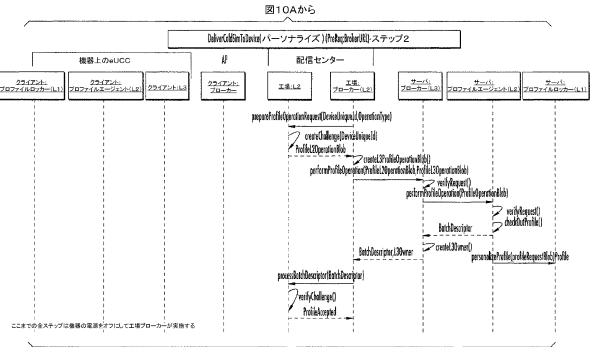 図10Aから
DeliverColdSimToDevice(パーソナライズ)(PreReq:BrokerURI)-ステップ2
機器上のeUCC
AP
配信センター
クライアント:
プロファイルロッカー(L1)
クライアント:
プロファイルエージェント(L2)
クライアント:L3
クライアント:
ブローカー
工場:L2
工場:
ブローカー(L2)
サーバ:
ブローカー(L3)
サーバ:
プロファイルエージェント(L2)
サーバ:
プロファイルロッカー(L1)
prepareProfileOperationRequest(DeviceUniqueId,OperationType)
createChallenge(DeviceUniqueId)
ProfileL2OperationBlob
createL3ProfileOperationBlob()
performProfileOperation(ProfileL2OperationBlob,ProfileL3OperationBlob)
verifyRequest()
performProfileOperation(ProfileOperationBlob)
verifyRequest()
checkOutProfile()
BatchDescriptor
createL3Owner()
BatchDescriptor,L3Owner
personalizeProfile(profileRequestBlob)Profile
processBatchDescriptor(BatchDescriptor)
verifyChallenge()
ProfileAccepted
ここまでの全ステップは機器の電源をオフにして工場ブローカーが実施する